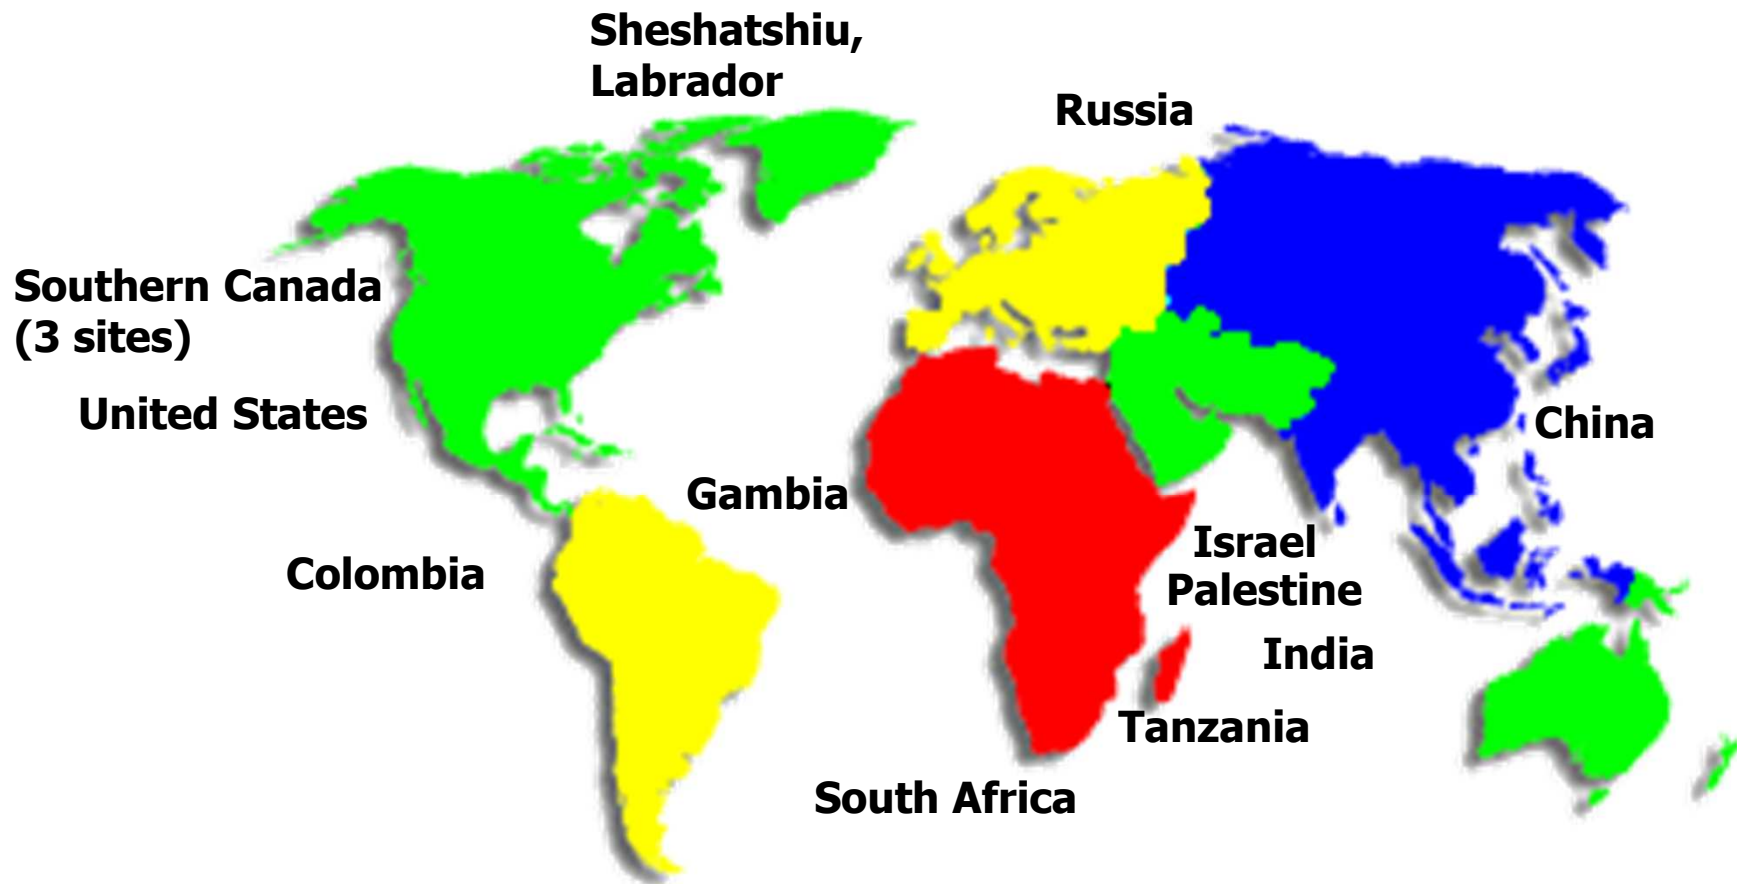 Sheshatshiu,
Labrador
Russia
Southern Canada
(3 sites)
United States
China
Gambia
Israel
Palestine
Colombia
India
Tanzania
South Africa